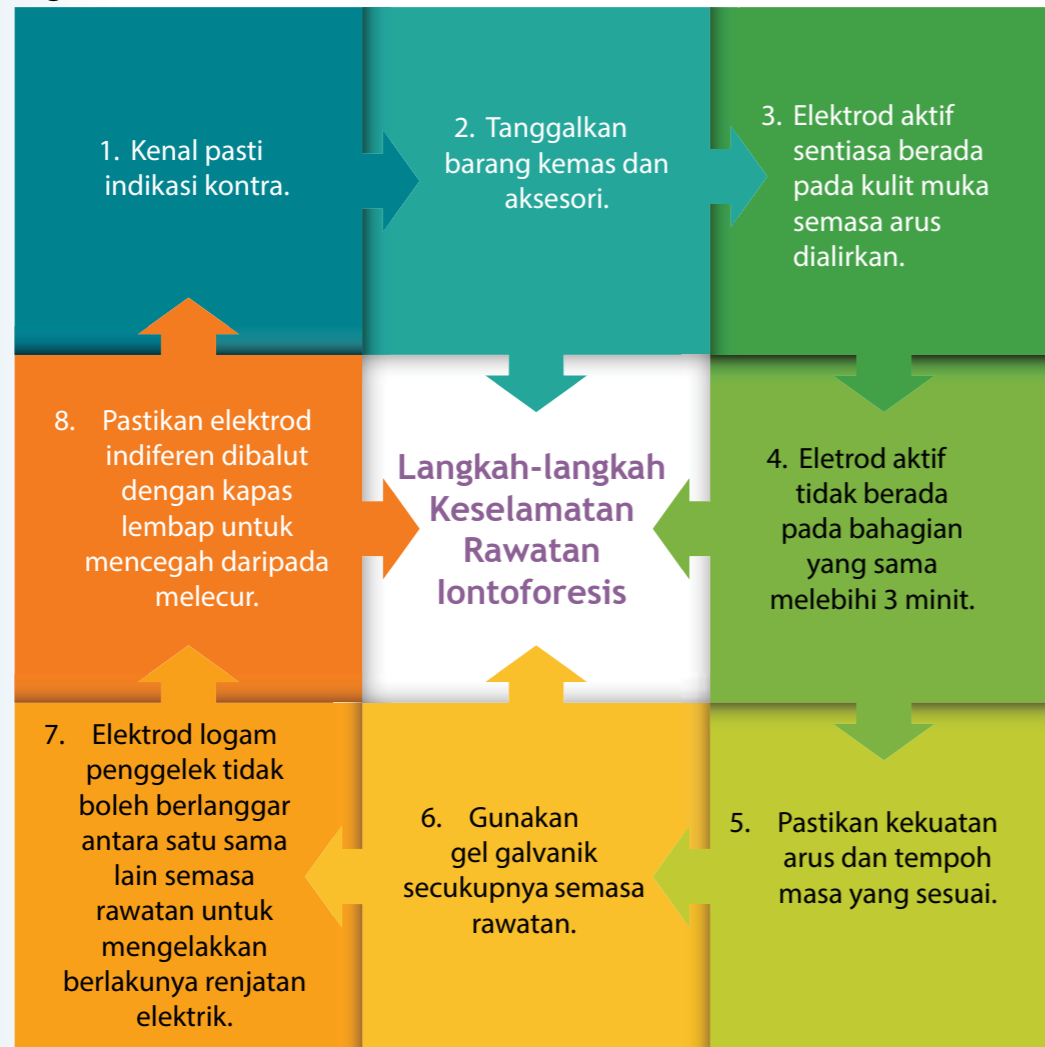 1. Kenal pasti
indikasi kontra.
2. Tanggalkan
barang kemas dan
aksesori.
3. Elektrod aktif
sentiasa berada
pada kulit muka
semasa arus
dialirkan.
8. Pastikan elektrod
indiferen dibalut
dengan kapas
lembap untuk
mencegah daripada
melecur.
Langkah-langkah
Keselamatan
Rawatan
Iontoforesis
4. Eletrod aktif
tidak berada
pada bahagian
yang sama
melebihi 3 minit.
7. Elektrod logam
penggelek tidak
boleh berlanggar
antara satu sama
lain semasa
rawatan untuk
mengelakkan
berlakunya renjatan
elektrik.
6. Gunakan
gel galvanik
secukupnya semasa
rawatan.
5. Pastikan kekuatan
arus dan tempoh
masa yang sesuai.